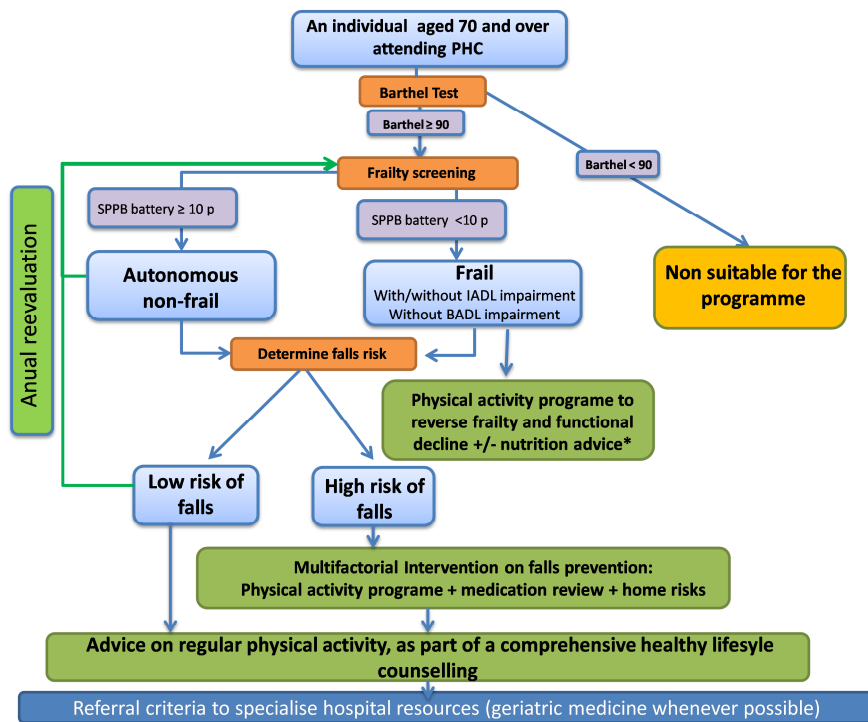 An individual  aged 70 and over
attending PHC
Barthel Test
Barthel ≥ 90
Barthel < 90
Frailty screening
SPPB battery ≥ 10 p
SPPB battery  <10 p
Anual reevaluation
Autonomous
non-frail
Frail
With/without IADL impairment
Without BADL impairment
Non suitable for the
programme
Determine falls risk
Physical activity programe to
reverse frailty and functional
decline +/- nutrition advice*
Low risk of
falls
High risk of
falls
Multifactorial Intervention on falls prevention:
Physical activity programe + medication review + home risks
Advice on regular physical activity, as part of a comprehensive healthy lifesyle
counselling
Referral criteria to specialise hospital resources (geriatric medicine whenever possible)